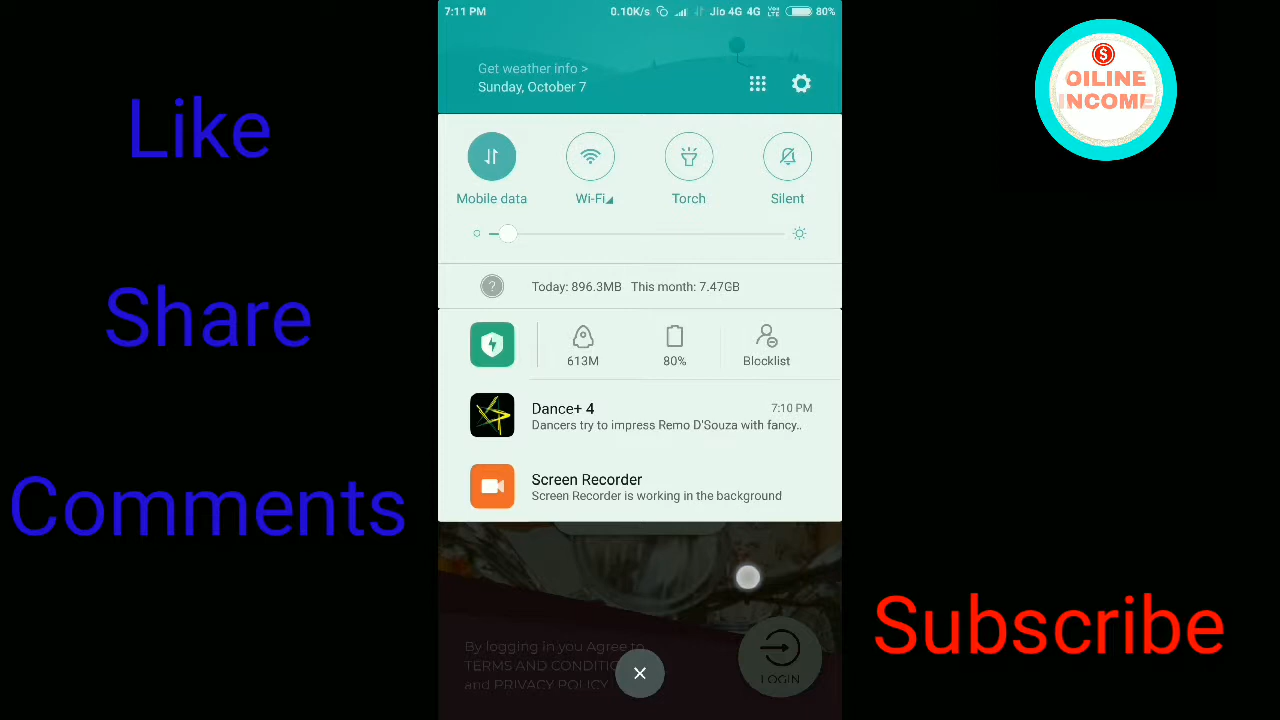 Like
Share
Comments
7:11 PM
0.10K/s Jio 4G 4G Vo LTE 80%
Get weather info >
Sunday, October 7
Mobile data
Wi-Fi
Torch
Silent
? Today: 896.3MB This month: 7.47GB
613M
80%
Blocklist
Dance+ 4
7:10 PM
Dancers try to impress Remo D'Souza with fancy..
Screen Recorder
Screen Recorder is working in the background
By logging in you Agree to
TERMS AND CONDITIO
and PRIVACY POLICY
LOGIN
$
OILINE
INCOME
Subscribe